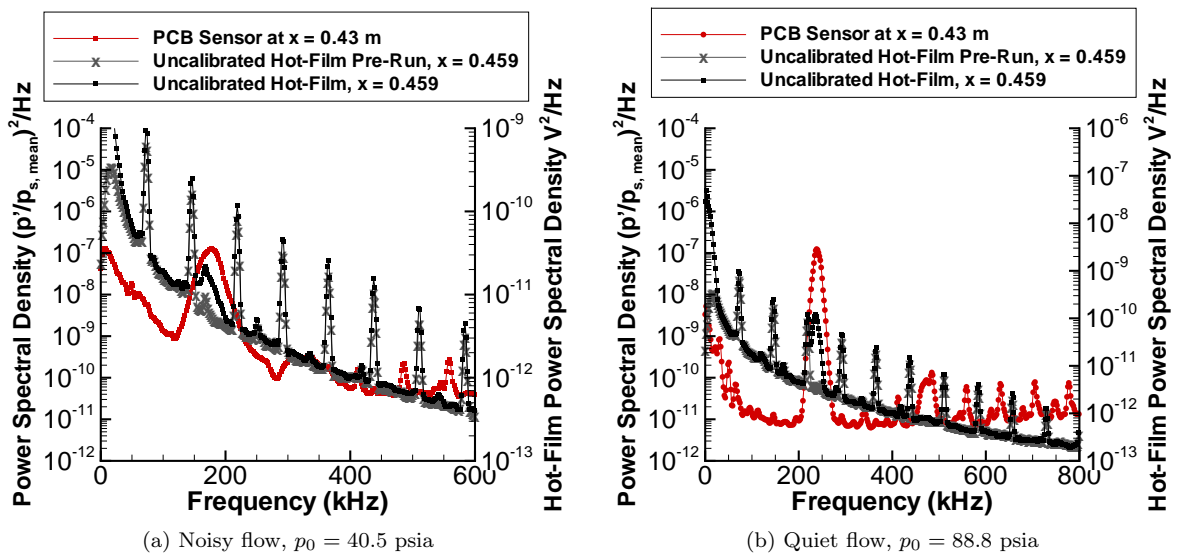 PCB Sensor at x = 0.43 m
Uncalibrated Hot-Film Pre-Run, x = 0.459
Uncalibrated Hot-Film, x = 0.459
Power Spectral Density (p'/p_{s, mean})^2/Hz
10^{-4}
10^{-5}
10^{-6}
10^{-7}
10^{-8}
10^{-9}
10^{-10}
10^{-11}
10^{-12}
0
200
400
600
Frequency (kHz)
10^{-9}
10^{-10}
10^{-11}
10^{-12}
10^{-13}
Hot-Film Power Spectral Density V^2/Hz
(a) Noisy flow, p_0 = 40.5 psia
PCB Sensor at x = 0.43 m
Uncalibrated Hot-Film Pre-Run, x = 0.459
Uncalibrated Hot-Film, x = 0.459
Power Spectral Density (p'/p_{s, mean})^2/Hz
10^{-4}
10^{-5}
10^{-6}
10^{-7}
10^{-8}
10^{-9}
10^{-10}
10^{-11}
10^{-12}
0
200
400
600
800
Frequency (kHz)
10^{-6}
10^{-7}
10^{-8}
10^{-9}
10^{-10}
10^{-11}
10^{-12}
10^{-13}
Hot-Film Power Spectral Density V^2/Hz
(b) Quiet flow, p_0 = 88.8 psia